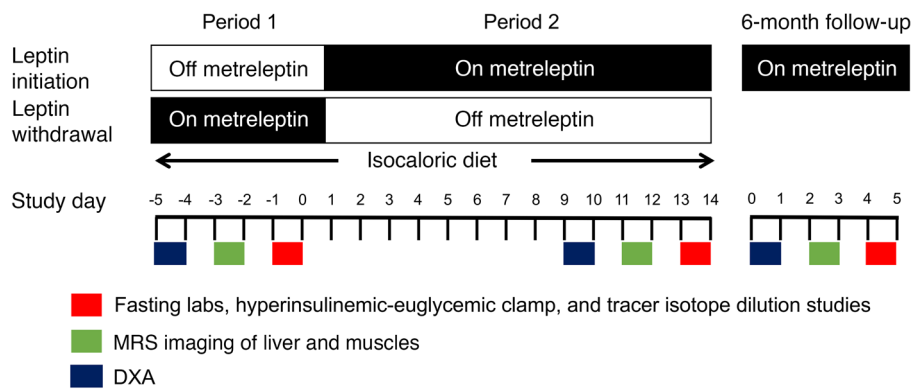 Period 1 Period 2 6-month follow-up
Leptin initiation Off metreleptin On metreleptin On metreleptin
Leptin withdrawal On metreleptin Off metreleptin
Isocaloric diet
Study day -5 -4 -3 -2 -1 0 1 2 3 4 5 6 7 8 9 10 11 12 13 14 0 1 2 3 4 5
Fasting labs, hyperinsulinemic-euglycemic clamp, and tracer isotope dilution studies
MRS imaging of liver and muscles
DXA